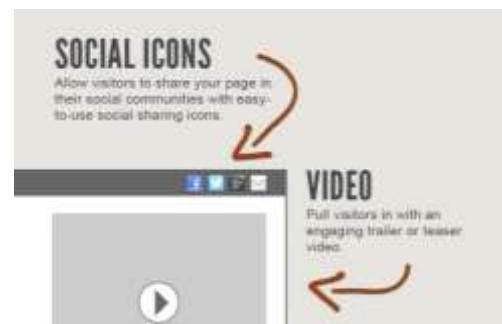 SOCIAL ICONS
Allow visitors to share your page in
their social communities with easy-
to-use social sharing icons.
VIDEO
Pull visitors in with an
engaging trailer or teaser
video.